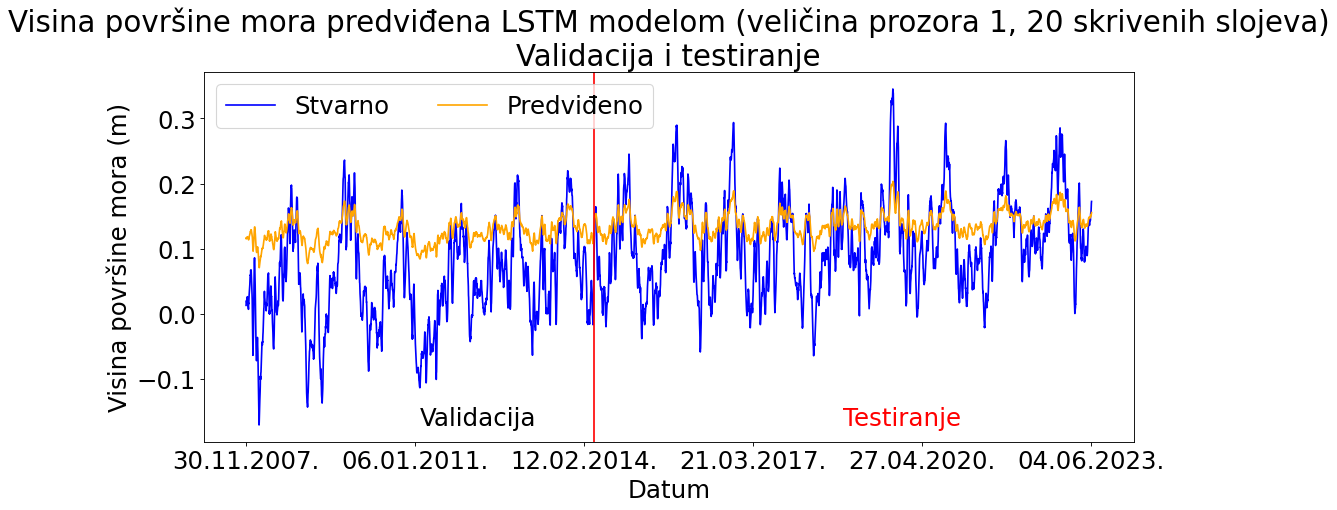 Visina površine mora predviđena LSTM modelom (veličina prozora 1, 20 skrivenih slojeva)
Validacija i testiranje
Stvarno
Predviđeno
Visina površine mora (m)
0.3
0.2
0.1
0.0
−0.1
Validacija
Testiranje
30.11.2007.
06.01.2011.
12.02.2014.
21.03.2017.
27.04.2020.
04.06.2023.
Datum